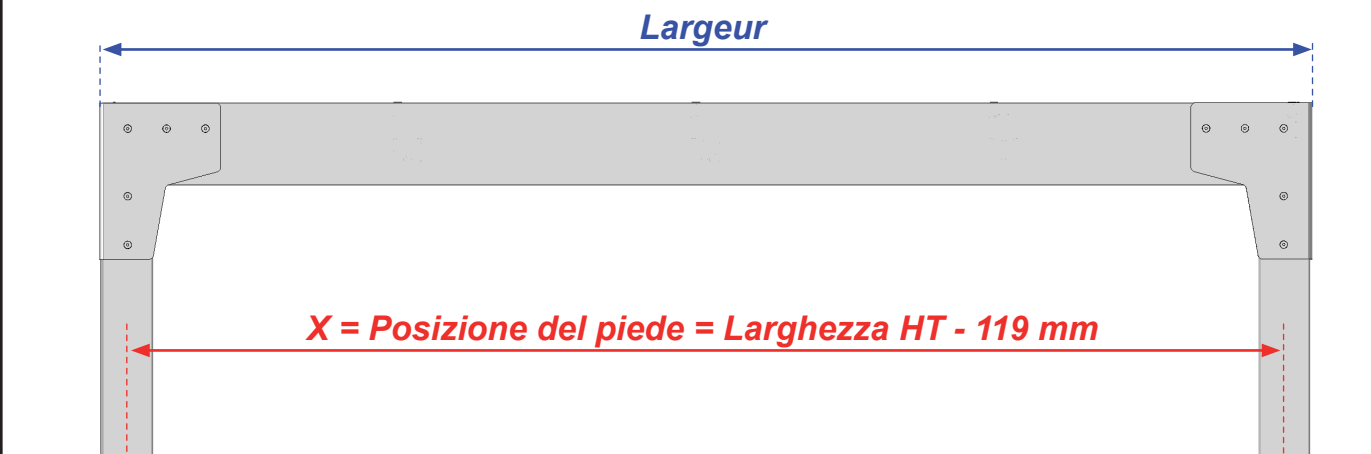 Largeur
X = Posizione del piede = Larghezza HT - 119 mm